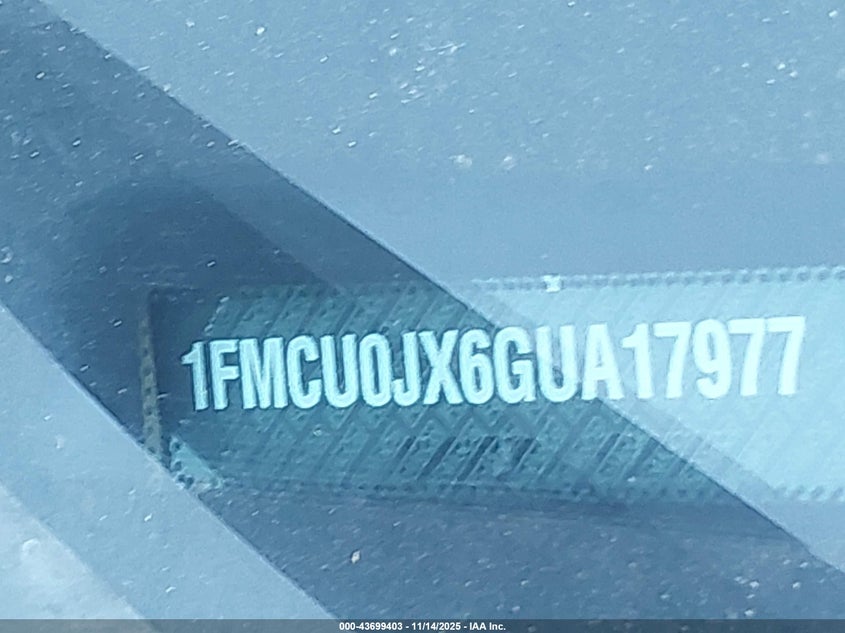 1FMCU0JX6GUA17977
000-43699403 - 11/14/2025 - IAA Inc.